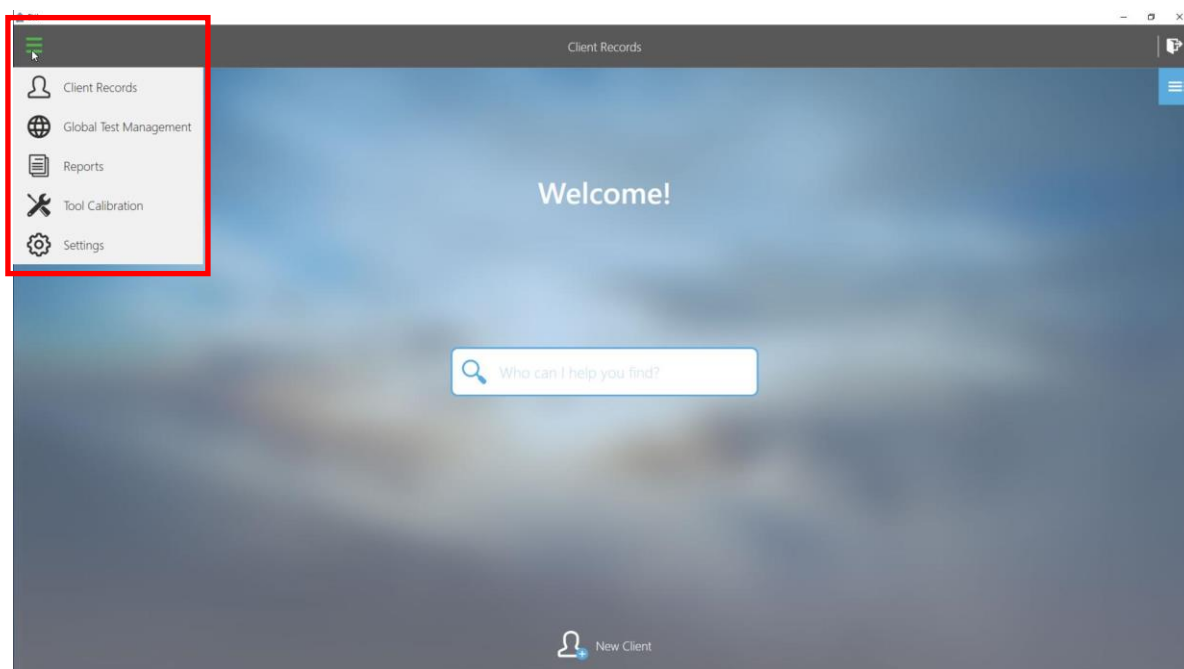 Client Records
Client Records
Global Test Management
Reports
Tool Calibration
Settings
Welcome!
Who can I help you find?
New Client